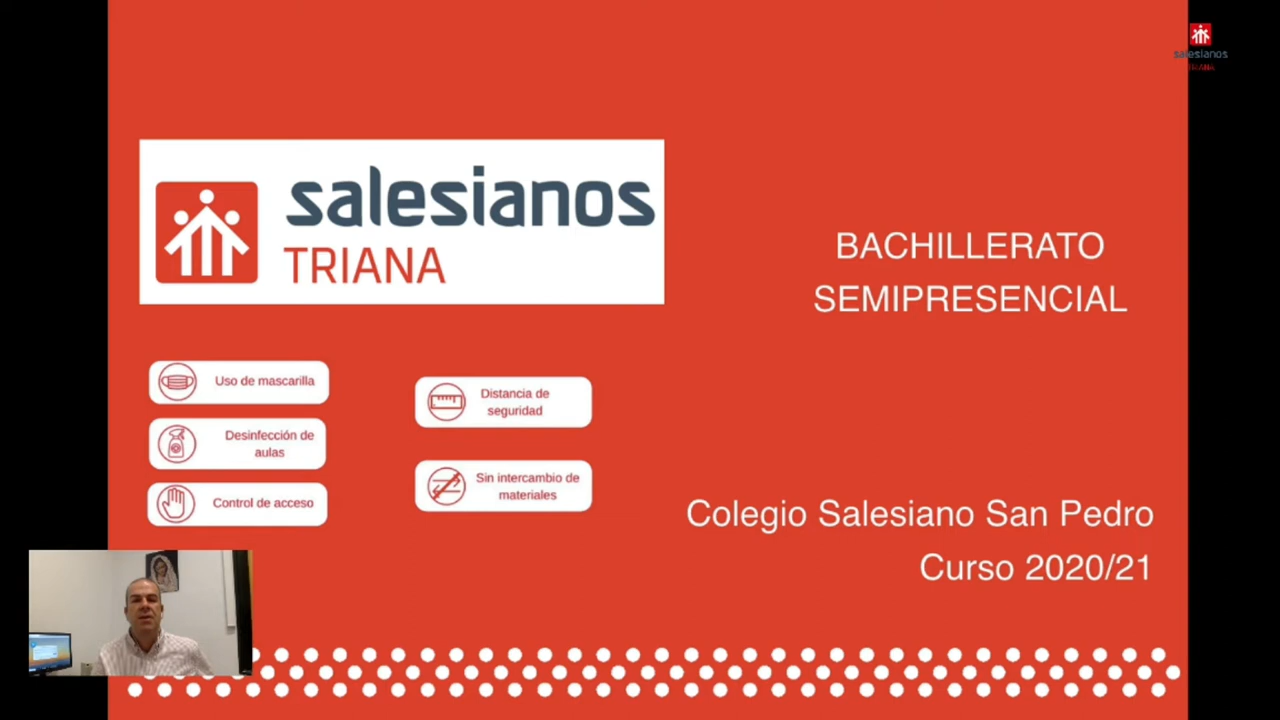 salesianos
TRIANA
salesianos
TRIANA
BACHILLERATO
SEMIPRESENCIAL
Uso de mascarilla
Desinfección de
aulas
Control de acceso
Distancia de
seguridad
Sin intercambio de
materiales
Colegio Salesiano San Pedro
Curso 2020/21